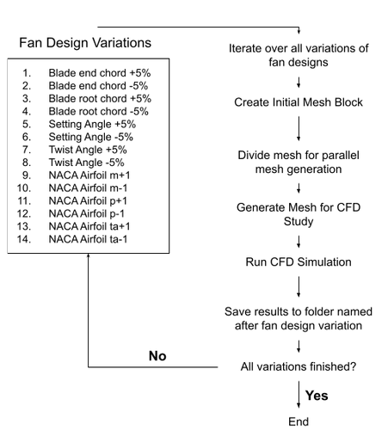 Fan Design Variations
1. Blade end chord +5%
2. Blade end chord -5%
3. Blade root chord +5%
4. Blade root chord -5%
5. Setting Angle +5%
6. Setting Angle -5%
7. Twist Angle +5%
8. Twist Angle -5%
9. NACA Airfoil m+1
10. NACA Airfoil m-1
11. NACA Airfoil p+1
12. NACA Airfoil p-1
13. NACA Airfoil ta+1
14. NACA Airfoil ta-1
Iterate over all variations of
fan designs
Create Initial Mesh Block
Divide mesh for parallel
mesh generation
Generate Mesh for CFD
Study
Run CFD Simulation
Save results to folder named
after fan design variation
All variations finished?
No
Yes
End